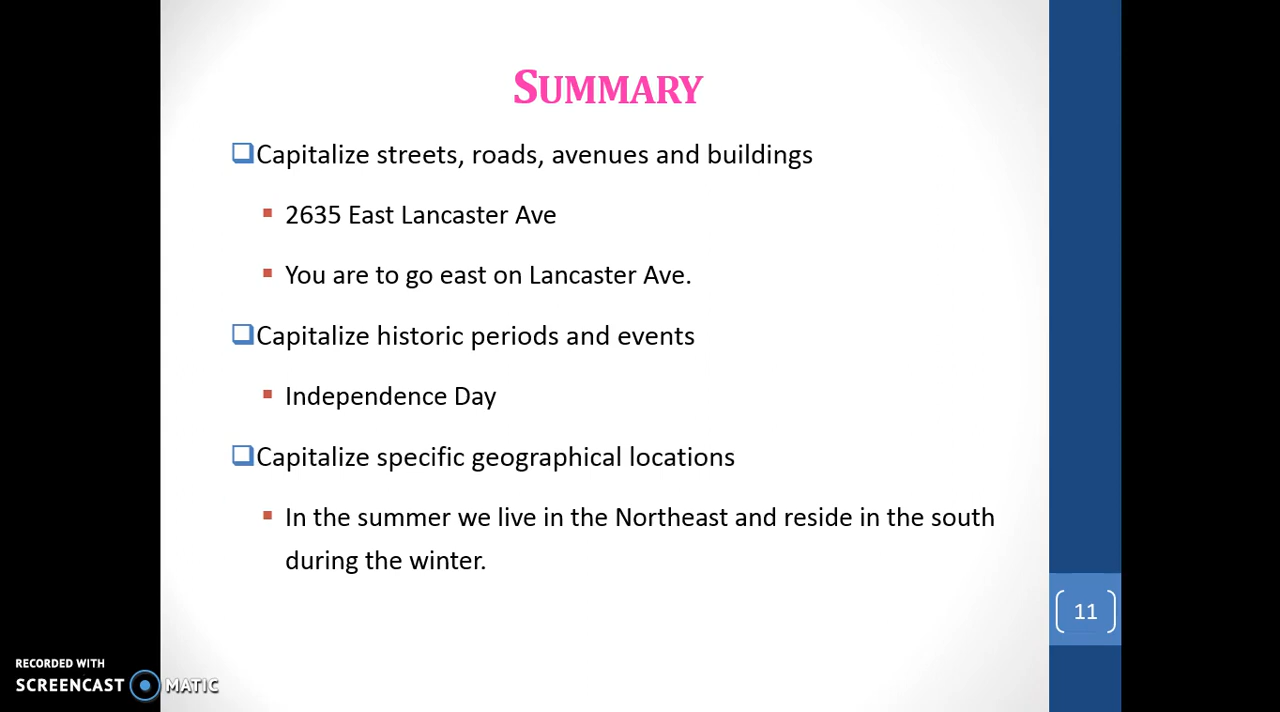 SUMMARY
Capitalize streets, roads, avenues and buildings
2635 East Lancaster Ave
You are to go east on Lancaster Ave.
Capitalize historic periods and events
Independence Day
Capitalize specific geographical locations
In the summer we live in the Northeast and reside in the south
during the winter.
11
RECORDED WITH
SCREENCAST MATIC